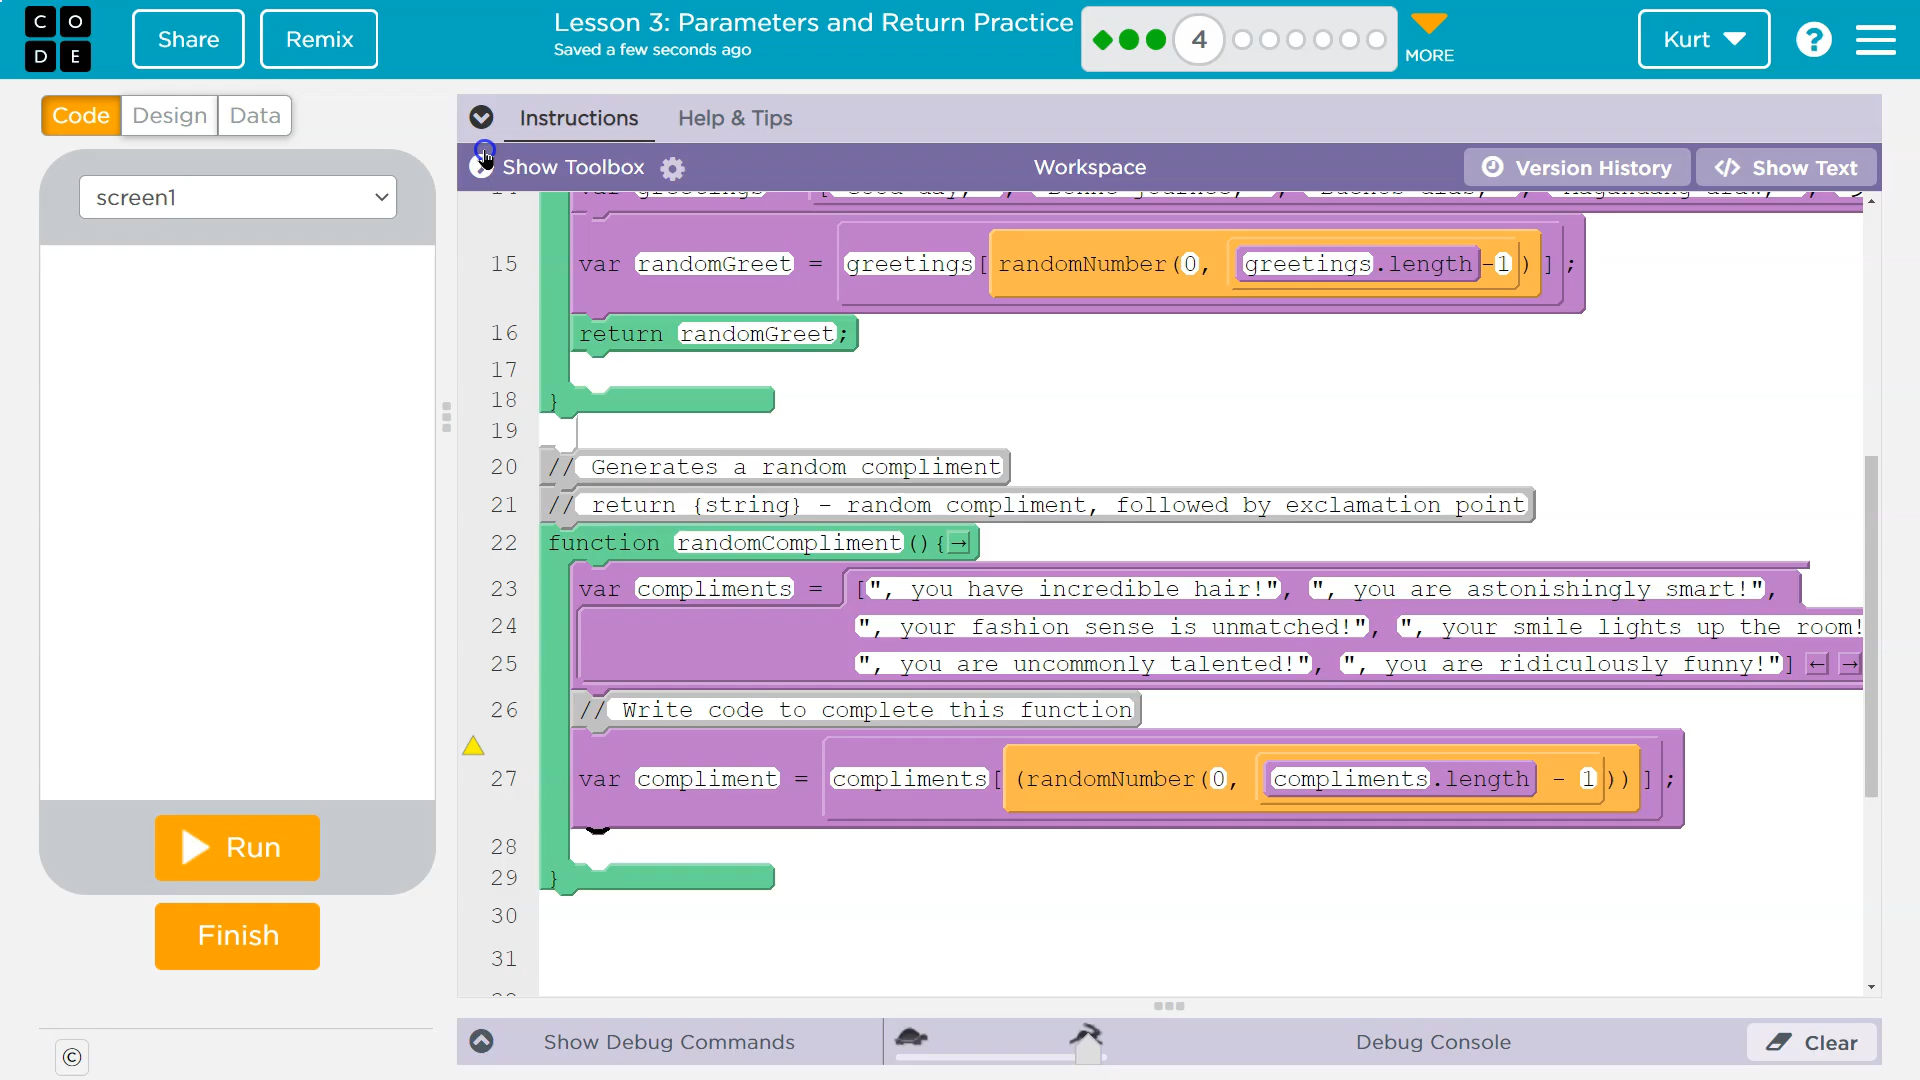 CODE
Share
Remix
Lesson 3: Parameters and Return Practice
Saved a few seconds ago
4
MORE
Kurt
?
Code
Design
Data
screen1
Run
Finish
©
Instructions
Help & Tips
Show Toolbox
Workspace
Version History
</> Show Text
15 var randomGreet = greetings[randomNumber(0, greetings.length-1)];
16 return randomGreet;
17
18 }
19
20 // Generates a random compliment
21 // return {string} - random compliment, followed by exclamation point
22 function randomCompliment(){→
23 var compliments = [", you have incredible hair!", ", you are astonishingly smart!",
24 ", your fashion sense is unmatched!", ", your smile lights up the room!
25 ", you are uncommonly talented!", ", you are ridiculously funny!"] ← →
26 // Write code to complete this function
27 var compliment = compliments[(randomNumber(0, compliments.length - 1))];
28
29 }
30
31
Show Debug Commands
Debug Console
Clear